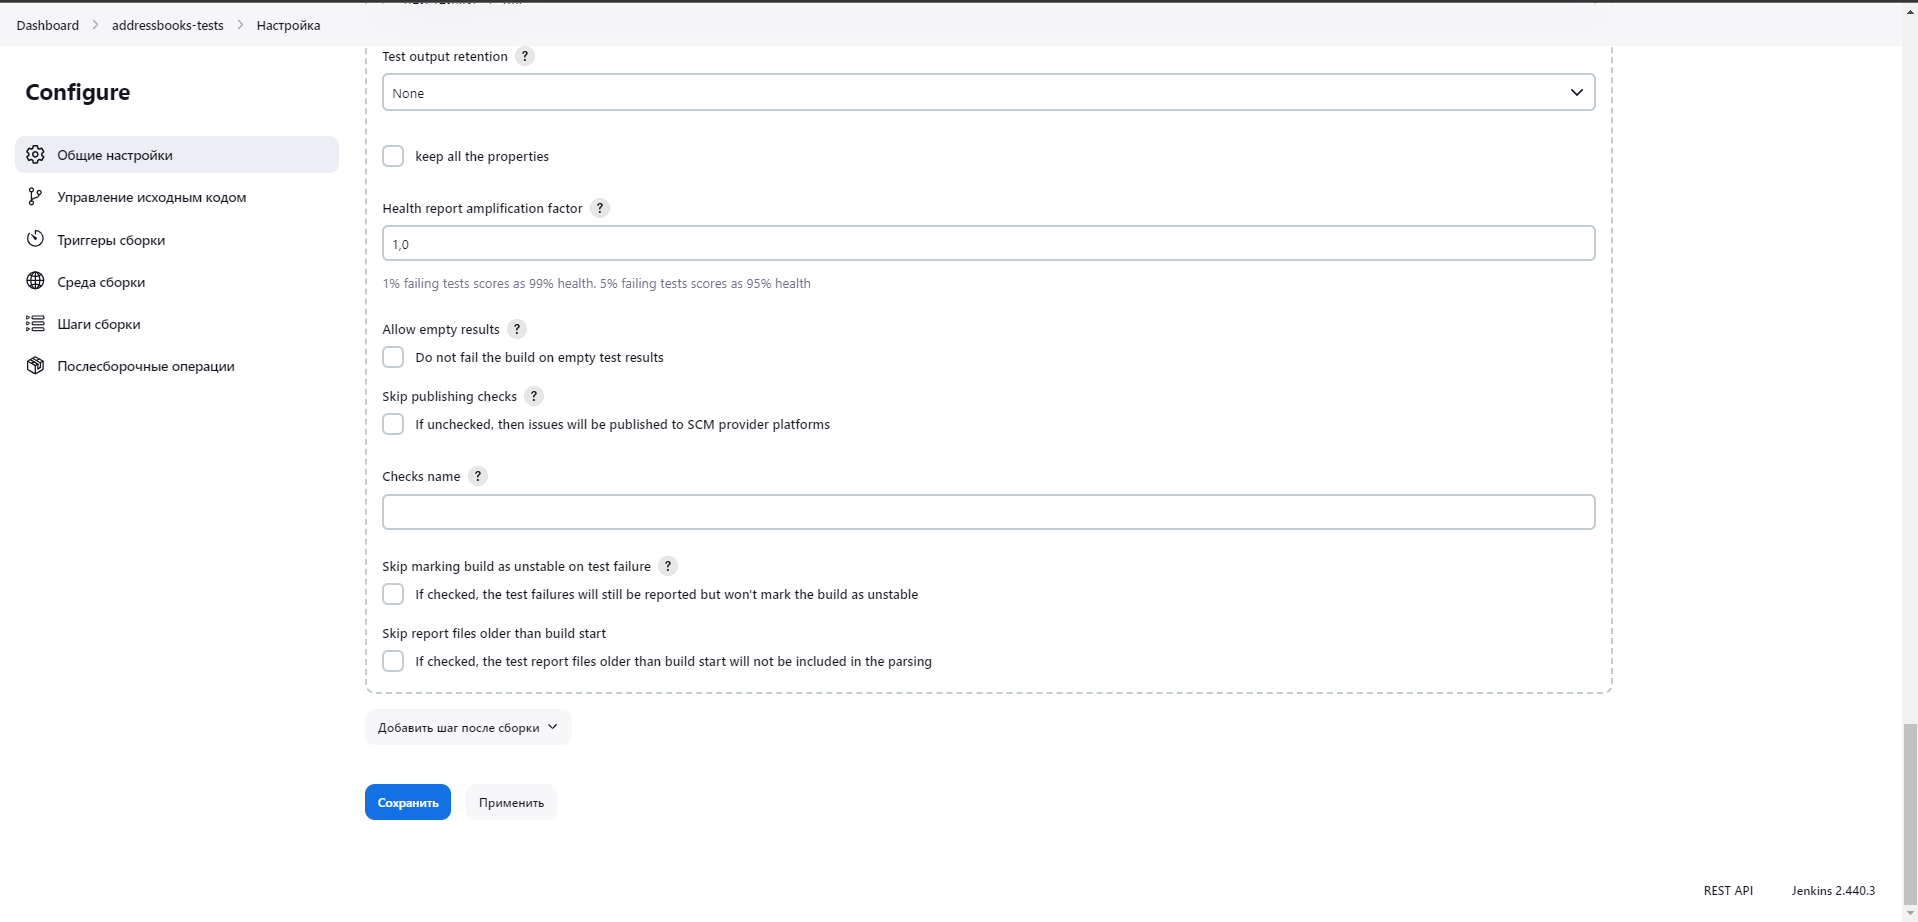 Dashboard > addressbooks-tests > Настройка
Configure
Общие настройки
Управление исходным кодом
Триггеры сборки
Среда сборки
Шаги сборки
Послесборочные операции
Test output retention ?
None
keep all the properties
Health report amplification factor ?
1,0
1% failing tests scores as 99% health. 5% failing tests scores as 95% health
Allow empty results ?
Do not fail the build on empty test results
Skip publishing checks ?
If unchecked, then issues will be published to SCM provider platforms
Checks name ?
Skip marking build as unstable on test failure ?
If checked, the test failures will still be reported but won't mark the build as unstable
Skip report files older than build start
If checked, the test report files older than build start will not be included in the parsing
Добавить шаг после сборки
Сохранить
Применить
REST API
Jenkins 2.440.3